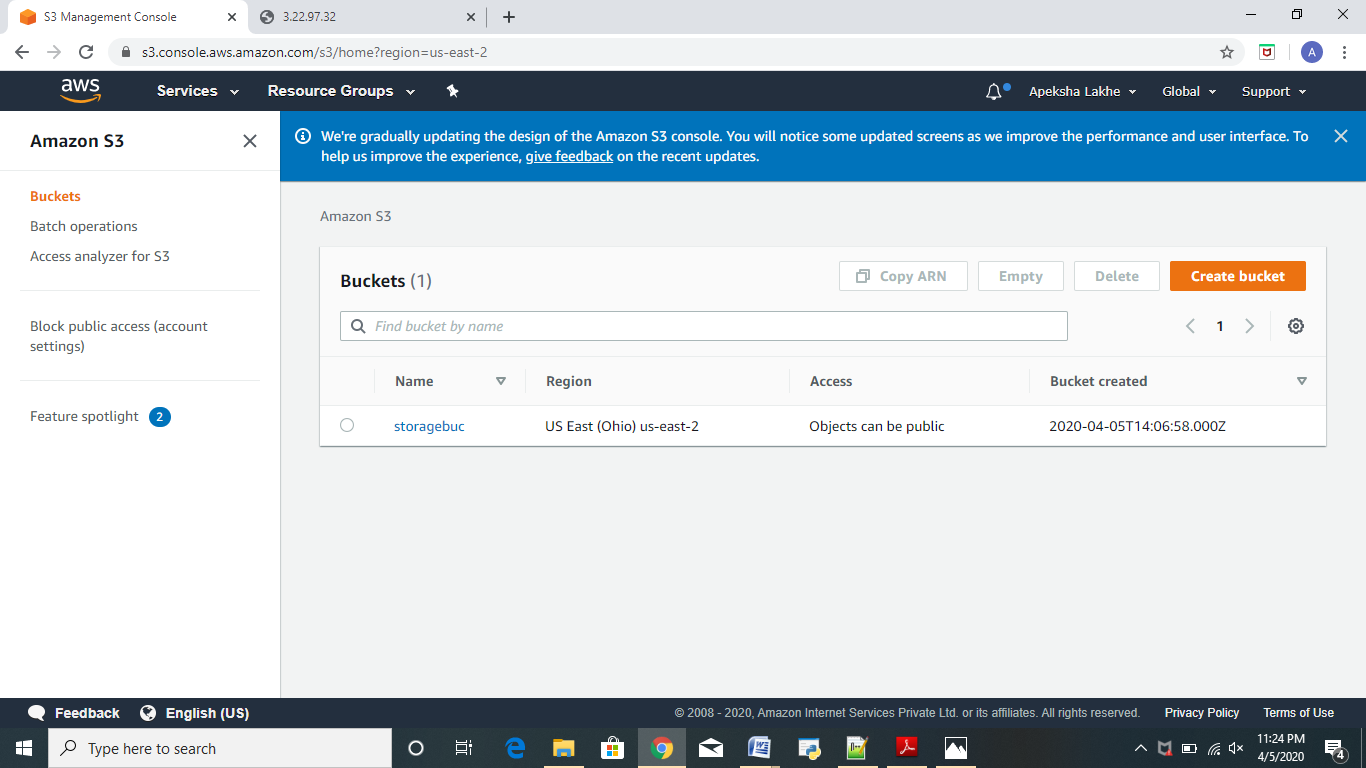 S3 Management Console
3.22.97.32
s3.console.aws.amazon.com/s3/home?region=us-east-2
A
aws
Services
Resource Groups
Apeksha Lakhe
Global
Support
Amazon S3
We're gradually updating the design of the Amazon S3 console. You will notice some updated screens as we improve the performance and user interface. To
help us improve the experience, give feedback on the recent updates.
Buckets
Batch operations
Access analyzer for S3
Block public access (account
settings)
Feature spotlight 2
Amazon S3
Buckets (1)
Copy ARN
Empty
Delete
Create bucket
Find bucket by name
1
Name Region Access Bucket created
storagebuc US East (Ohio) us-east-2 Objects can be public 2020-04-05T14:06:58.000Z
Feedback
English (US)
© 2008 - 2020, Amazon Internet Services Private Ltd. or its affiliates. All rights reserved.
Privacy Policy
Terms of Use
Type here to search
11:24 PM
4/5/2020
4